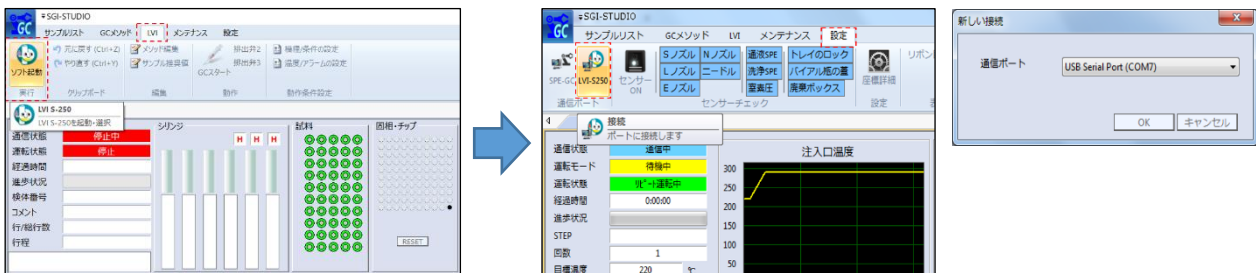 SGI-STUDIO
GC サンプルリスト GCメソッド LVI メンテナンス 設定
ソフト起動
元に戻す (Ctrl+Z)
やり直す (Ctrl+Y)
メソッド編集
サンプル推奨値
GCスタート
排出弁2
排出弁3
機種/条件の設定
温度/アラームの設定
実行 クリップボード 編集 動作 動作条件設定
LVI S-250
LVI S-250を起動・選択
通信状態 停止中
運転状態 停止
経過時間
進歩状況
検体番号
コメント
行/総行数
行程
シリンジ
H H H
試料
固相・チップ
RESET
SGI-STUDIO
GC サンプルリスト GCメソッド LVI メンテナンス 設定
SPE-GC LVI-S250
センサー
ON
Sノズル Nノズル 通液SPE トレイのロック
Lノズル ニードル 洗浄SPE バイアル瓶の蓋
Eノズル 窒素圧 廃棄ボックス
座標詳細
リボン
通信ポート センサーチェック 設定
接続
ポートに接続します
通信状態 通信中
運転モード 待機中
運転状態 リピート運転中
経過時間 0:00:00
進歩状況
STEP
回数 1
目標温度 220 ℃
注入口温度
300
250
200
150
100
50
新しい接続
通信ポート USB Serial Port (COM7)
OK キャンセル